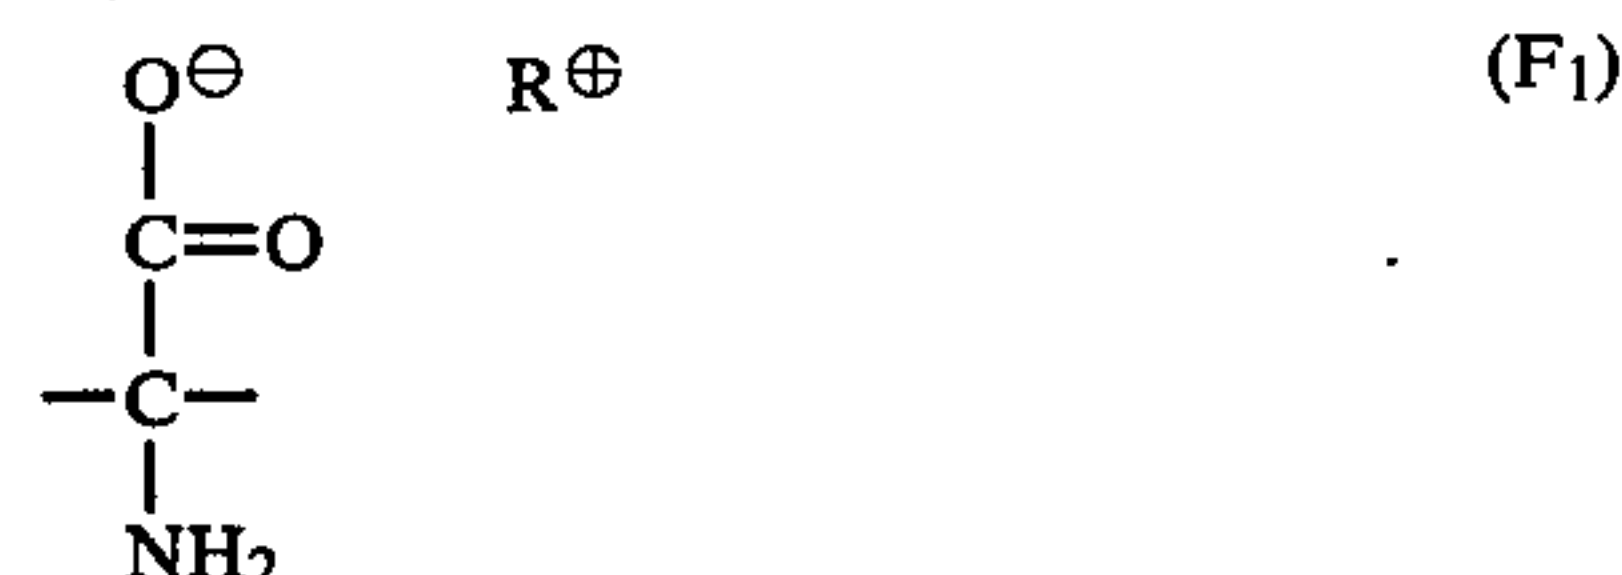 O⊖ R⊕ (F₁)
C=O
—C—
NH₂